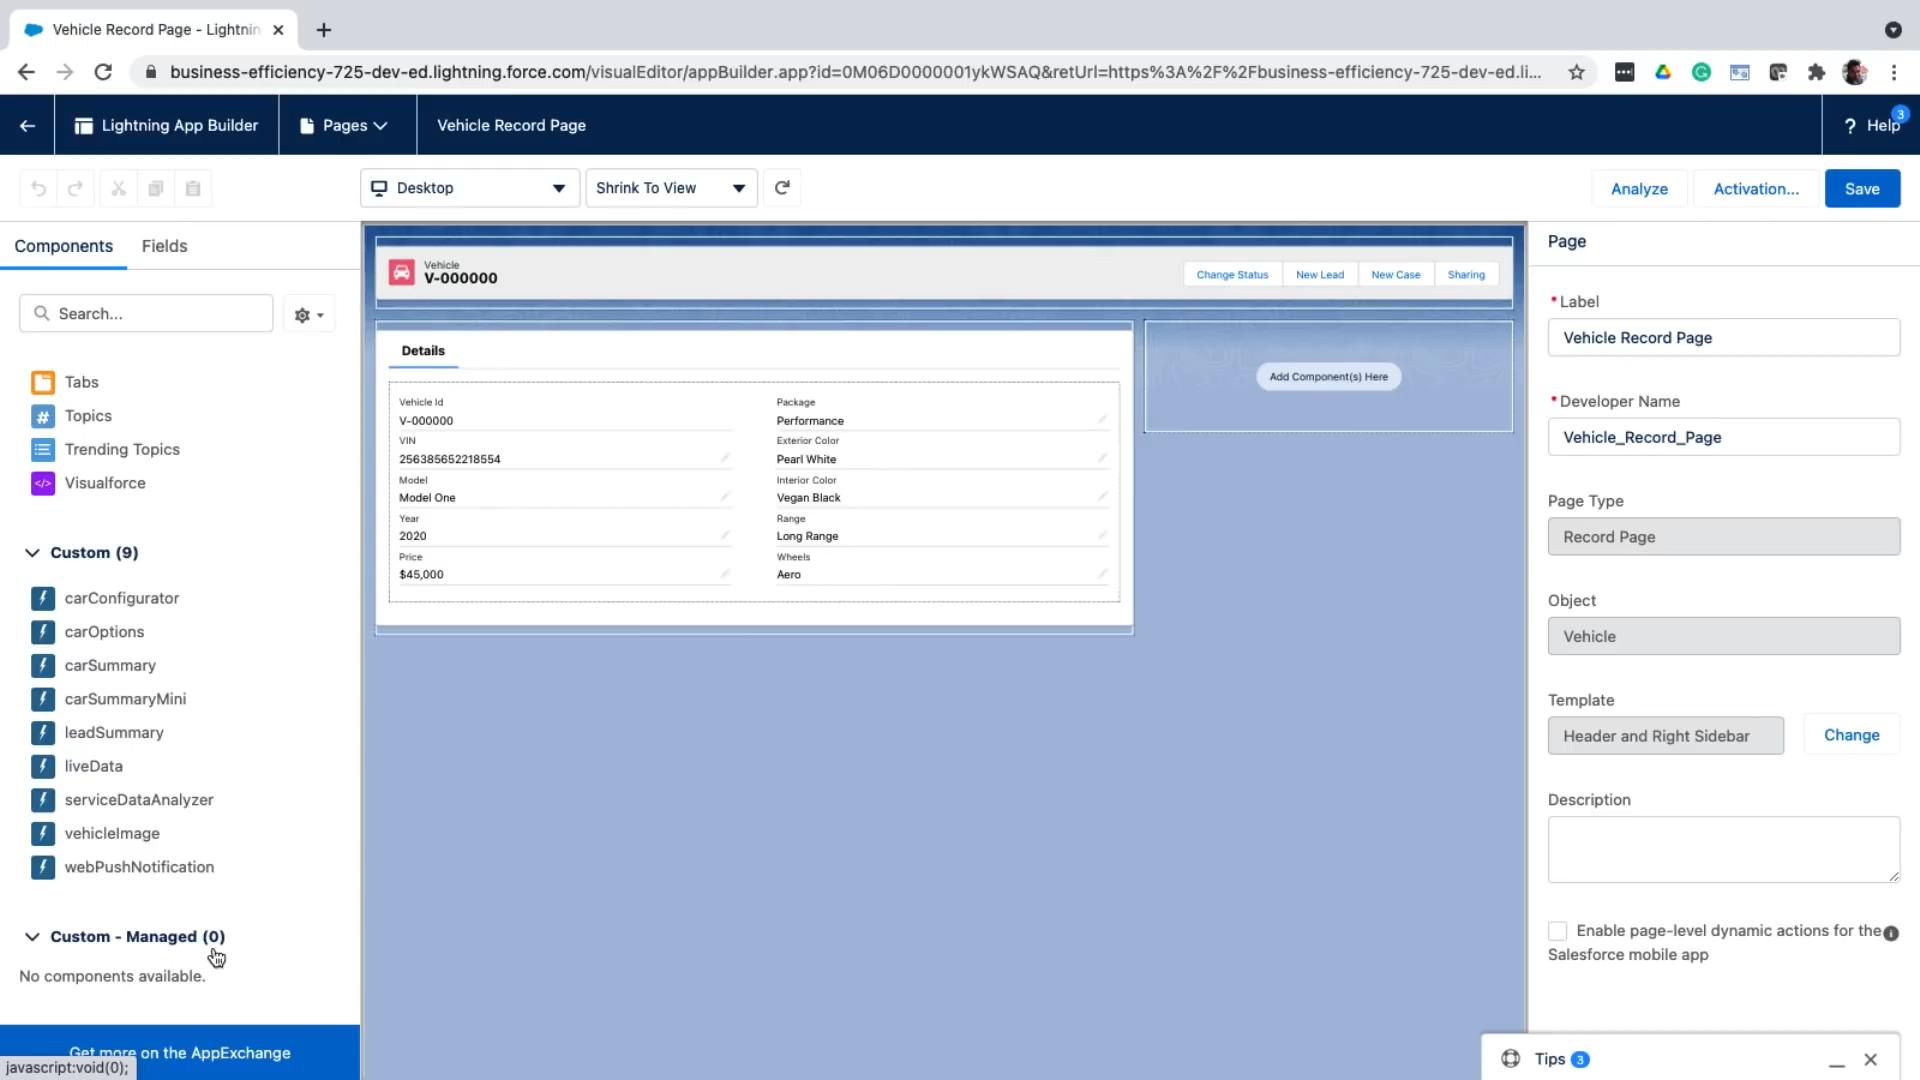 Vehicle Record Page - Lightnin
business-efficiency-725-dev-ed.lightning.force.com/visualEditor/appBuilder.app?id=0M06D0000001ykWSAQ&retUrl=https%3A%2F%2Fbusiness-efficiency-725-dev-ed.li...
Lightning App Builder
Pages
Vehicle Record Page
? Help
3
Desktop
Shrink To View
Analyze
Activation...
Save
Components
Fields
Search...
Tabs
# Topics
Trending Topics
</> Visualforce
Custom (9)
carConfigurator
carOptions
carSummary
carSummaryMini
leadSummary
liveData
serviceDataAnalyzer
vehicleImage
webPushNotification
Custom - Managed (0)
No components available.
Get more on the AppExchange
javascript:void(0);
Vehicle
V-000000
Change Status
New Lead
New Case
Sharing
Details
Vehicle Id
V-000000
VIN
256385652218554
Model
Model One
Year
2020
Price
$45,000
Package
Performance
Exterior Color
Pearl White
Interior Color
Vegan Black
Range
Long Range
Wheels
Aero
Add Component(s) Here
Page
*Label
Vehicle Record Page
*Developer Name
Vehicle_Record_Page
Page Type
Record Page
Object
Vehicle
Template
Header and Right Sidebar
Change
Description
Enable page-level dynamic actions for the
Salesforce mobile app
Tips 3